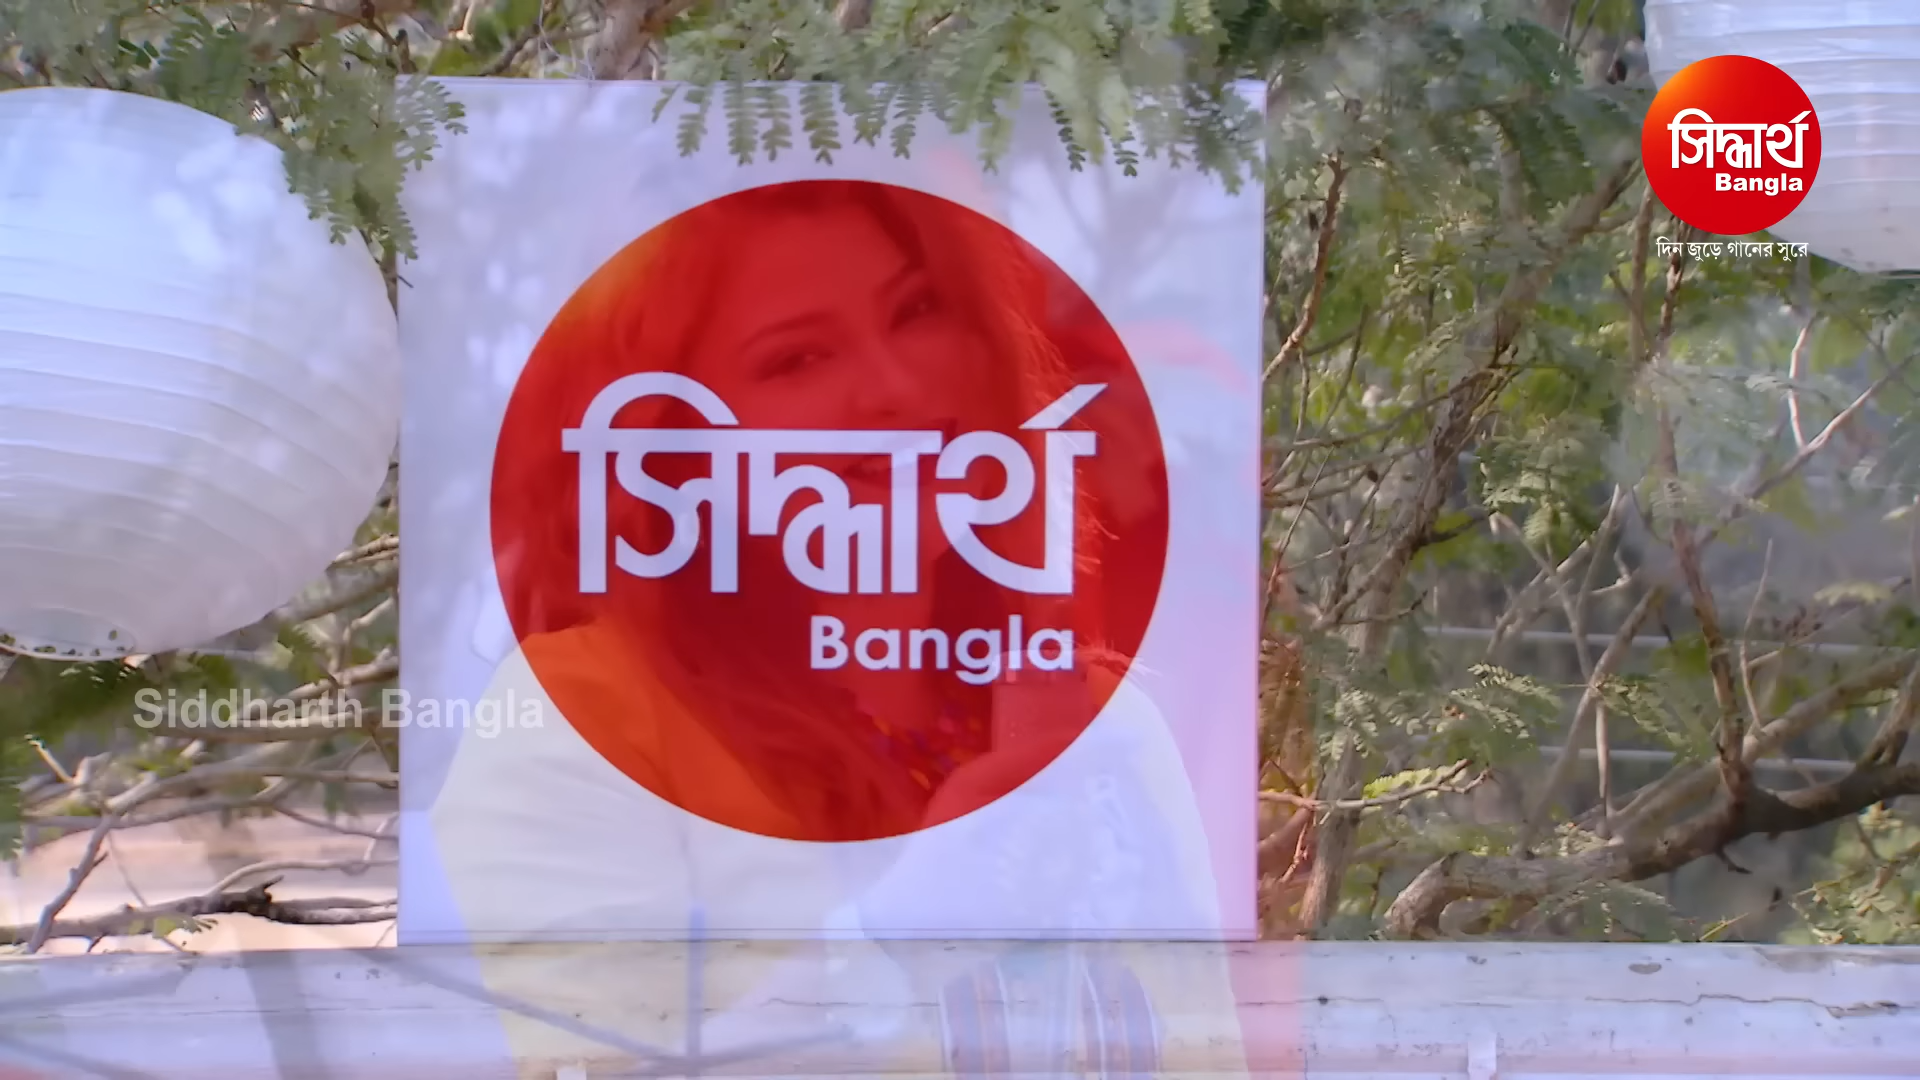 সিদ্ধার্থ
Bangla
দিন জুড়ে গানের সুরে
সিদ্ধার্থ
Bangla
Siddharth Bangla